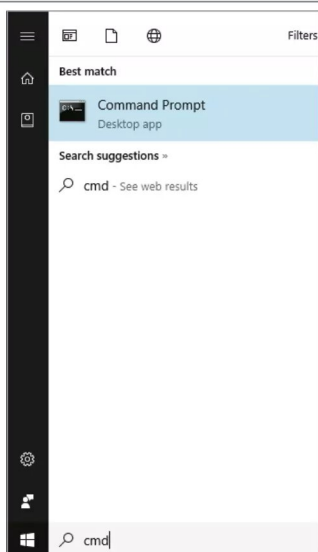 Filters
Best match
Command Prompt
Desktop app
Search suggestions »
cmd - See web results
cmd